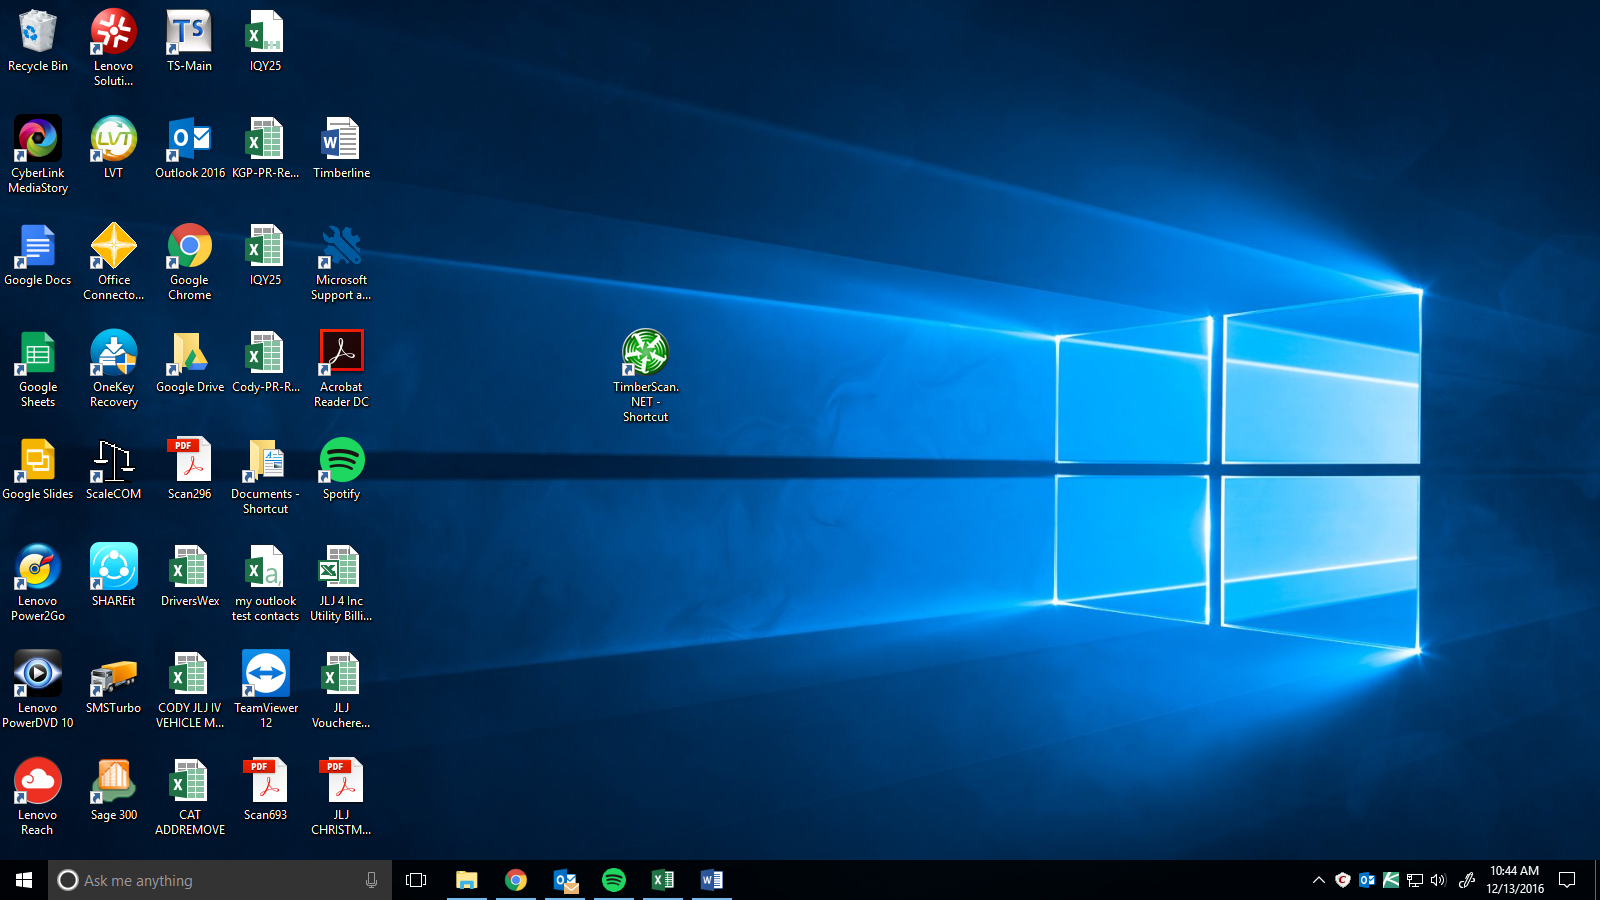 Recycle Bin
Lenovo
Soluti...
TS-Main
IQY25
CyberLink
MediaStory
LVT
LVT
Outlook 2016
KGP-PR-Re...
Timberline
Google Docs
Office
Connecto...
Google
Chrome
IQY25
Microsoft
Support a...
Google
Sheets
OneKey
Recovery
Google Drive
Cody-PR-R...
Acrobat
Reader DC
TimberScan.
NET -
Shortcut
Google Slides
ScaleCOM
PDF
Scan296
Documents -
Shortcut
Spotify
Lenovo
Power2Go
SHAREit
DriversWex
my outlook
test contacts
JLJ 4 Inc
Utility Billi...
Lenovo
PowerDVD 10
SMSTurbo
CODY JLJ IV
VEHICLE M...
TeamViewer
12
JLJ
Vouchere...
Lenovo
Reach
Sage 300
CAT
ADDREMOVE
PDF
Scan693
PDF
JLJ
CHRISTM...
Ask me anything
10:44 AM
12/13/2016